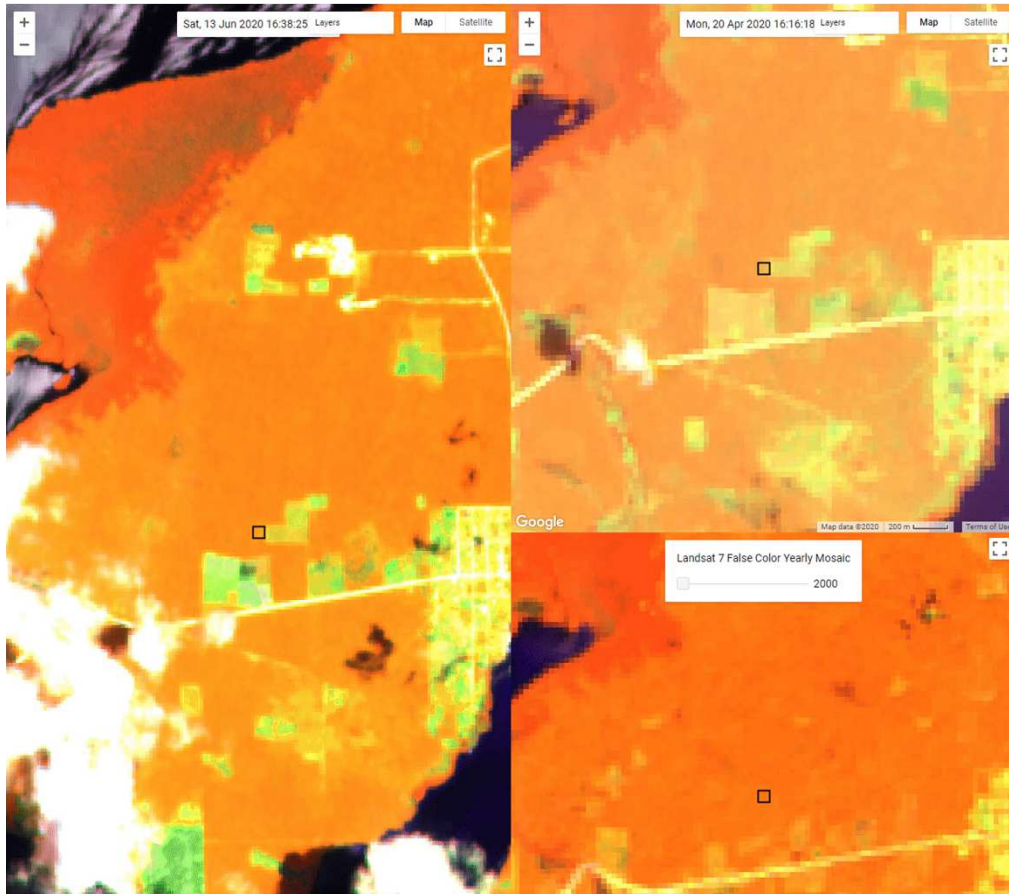 +
−
Sat, 13 Jun 2020 16:38:25
Layers
Map
Satellite
+
−
Mon, 20 Apr 2020 16:16:18
Layers
Map
Satellite
Google
Map data ©2020
200 m
Terms of Use
Landsat 7 False Color Yearly Mosaic
2000